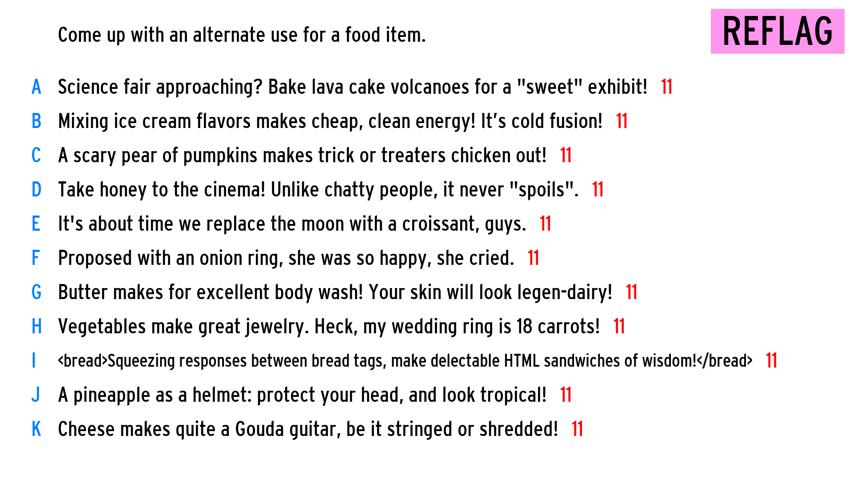 Come up with an alternate use for a food item.
REFLAG
A Science fair approaching? Bake lava cake volcanoes for a "sweet" exhibit! 11
B Mixing ice cream flavors makes cheap, clean energy! It’s cold fusion! 11
C A scary pear of pumpkins makes trick or treaters chicken out! 11
D Take honey to the cinema! Unlike chatty people, it never "spoils". 11
E It's about time we replace the moon with a croissant, guys. 11
F Proposed with an onion ring, she was so happy, she cried. 11
G Butter makes for excellent body wash! Your skin will look legen-dairy! 11
H Vegetables make great jewelry. Heck, my wedding ring is 18 carrots! 11
I <bread>Squeezing responses between bread tags, make delectable HTML sandwiches of wisdom!</bread> 11
J A pineapple as a helmet: protect your head, and look tropical! 11
K Cheese makes quite a Gouda guitar, be it stringed or shredded! 11